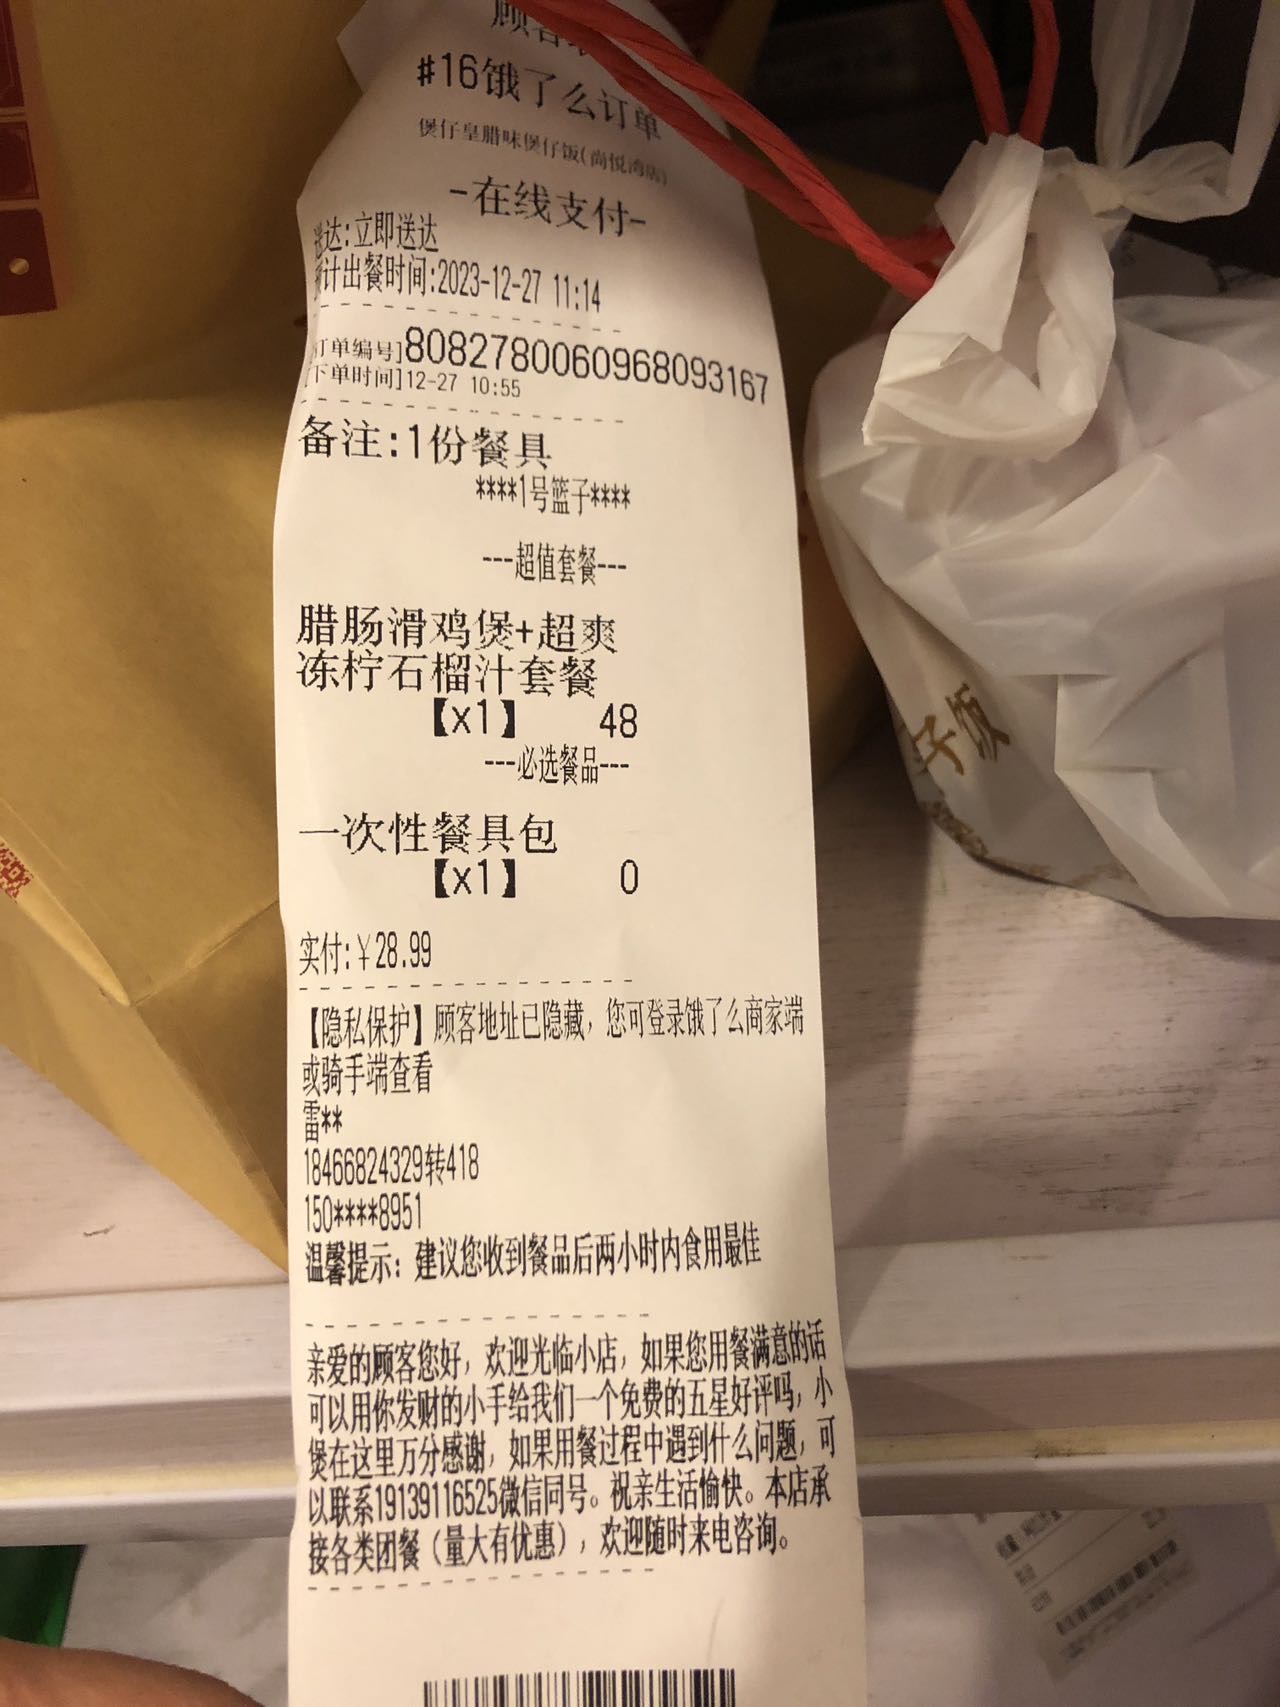 顾客
#16饿了么订单
煲仔皇腊味煲仔饭(尚悦湾店)
-在线支付-
送达:立即送达
预计出餐时间:2023-12-27 11:14
订单编号]8082780060968093167
[下单时间]12-27 10:55
备注:1份餐具
****1号篮子****
---超值套餐---
腊肠滑鸡煲+超爽
冻柠石榴汁套餐
【x1】 48
---必选餐品---
一次性餐具包
【x1】 0
实付:¥28.99
【隐私保护】顾客地址已隐藏，您可登录饿了么商家端
或骑手端查看
雷**
18466824329转418
150****8951
温馨提示：建议您收到餐品后两小时内食用最佳
亲爱的顾客您好，欢迎光临小店，如果您用餐满意的话
可以用你发财的小手给我们一个免费的五星好评吗，小
煲在这里万分感谢，如果用餐过程中遇到什么问题，可
以联系19139116525微信同号。祝亲生活愉快。本店承
接各类团餐（量大有优惠），欢迎随时来电咨询。
仔饭